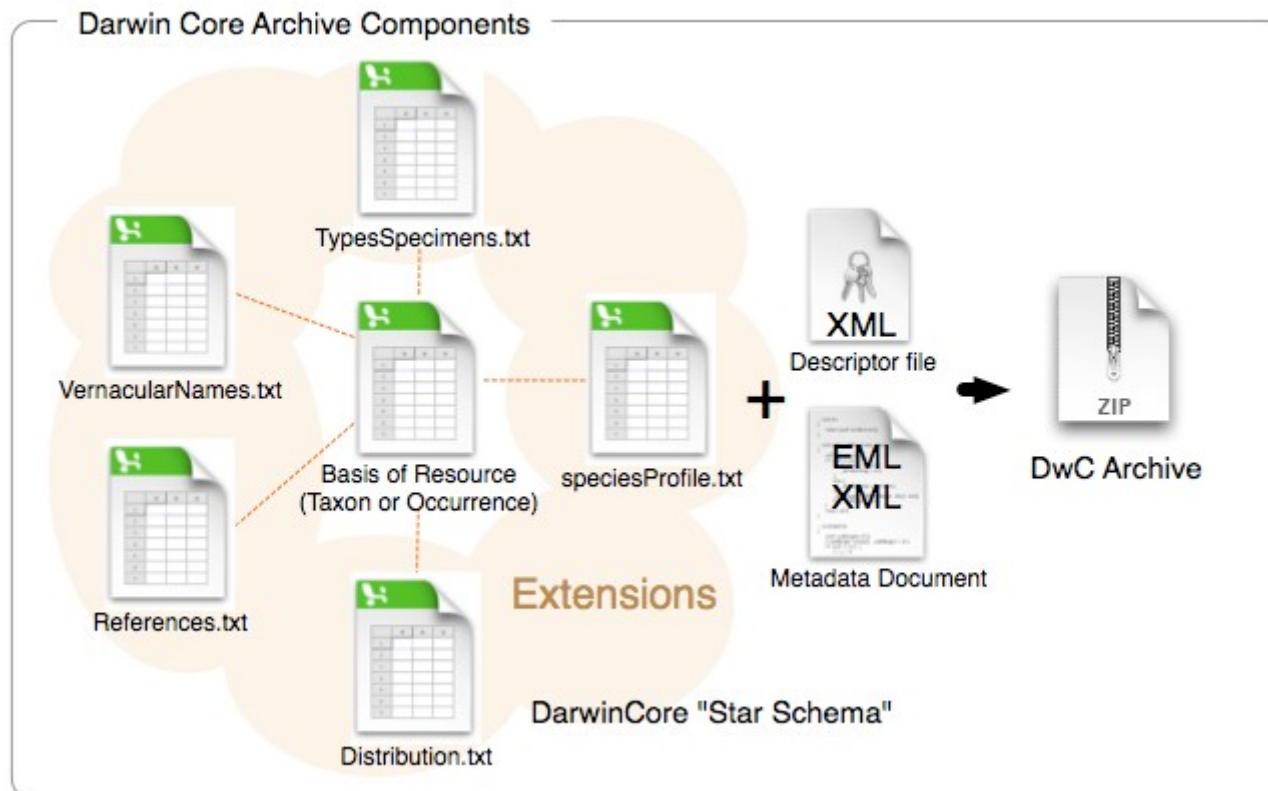 Darwin Core Archive Components
TypesSpecimens.txt
VernacularNames.txt
Basis of Resource
(Taxon or Occurrence)
speciesProfile.txt
References.txt
Extensions
Distribution.txt
DarwinCore "Star Schema"
+
XML
Descriptor file
EML
XML
Metadata Document
ZIP
DwC Archive